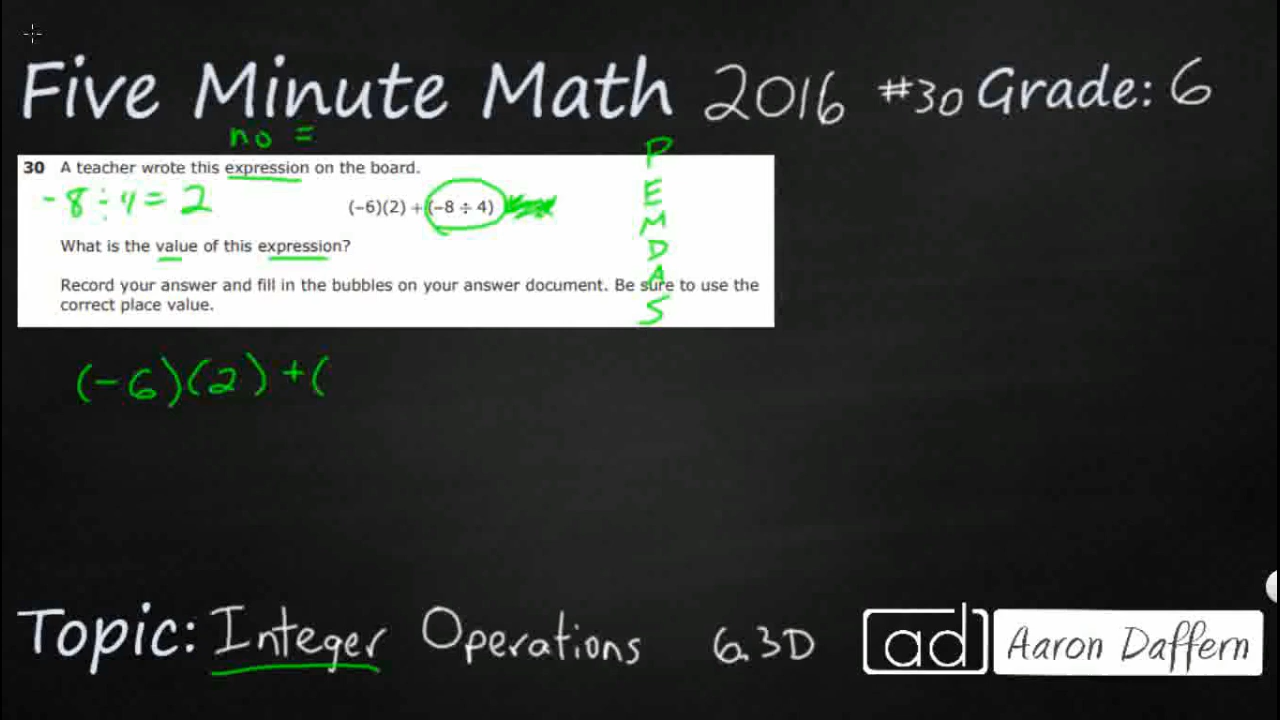 Five Minute Math 2016 #30 Grade: 6
no =
30 A teacher wrote this expression on the board.
-8 ÷ 4 = 2
(−6)(2) + (−8 ÷ 4)
What is the value of this expression?
Record your answer and fill in the bubbles on your answer document. Be sure to use the
correct place value.
P
E
M
D
A
S
(-6)(2) + (
Topic: Integer Operations 6.3D ad Aaron Daffern